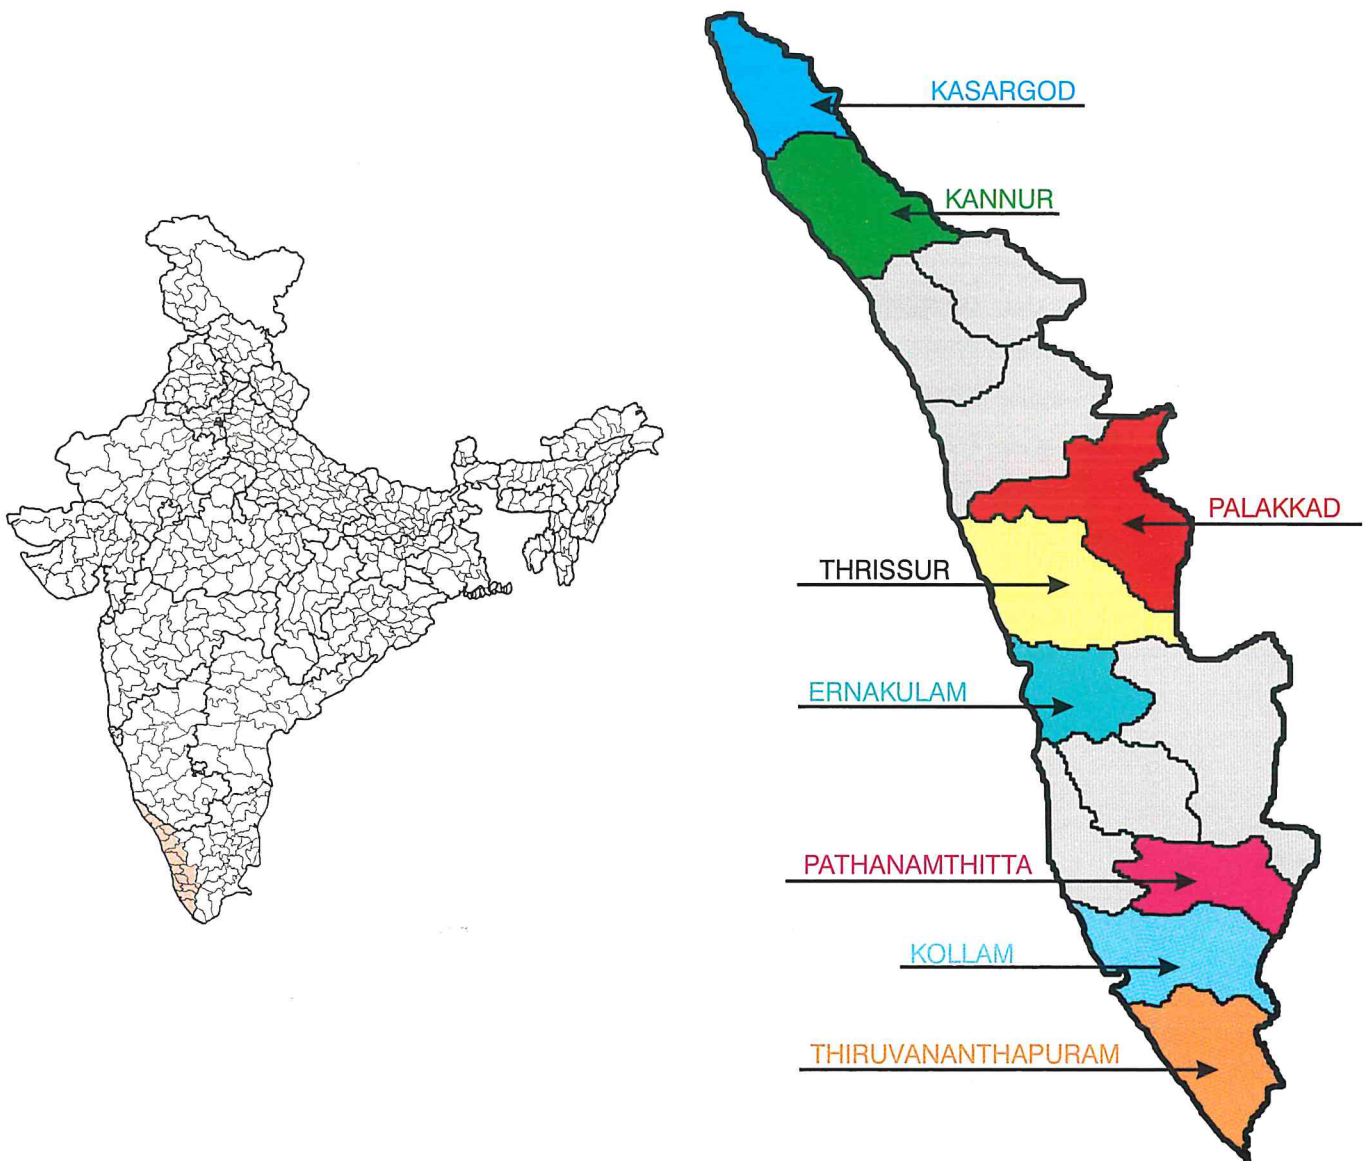 KASARGOD
KANNUR
PALAKKAD
THRISSUR
ERNAKULAM
PATHANAMTHITTA
KOLLAM
THIRUVANANTHAPURAM